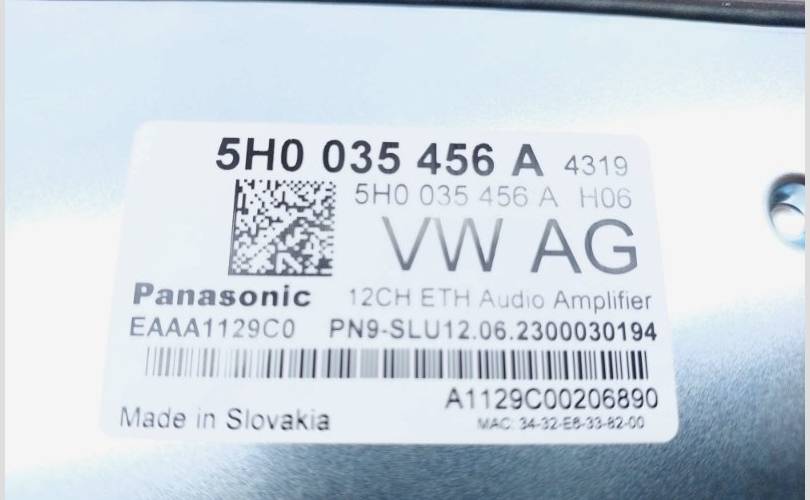 5H0 035 456 A 4319
5H0 035 456 A H06
VW AG
Panasonic 12CH ETH Audio Amplifier
EAAA1129C0 PN9-SLU12.06.2300030194
A1129C00206890
Made in Slovakia MAC: 34-32-E6-33-82-00